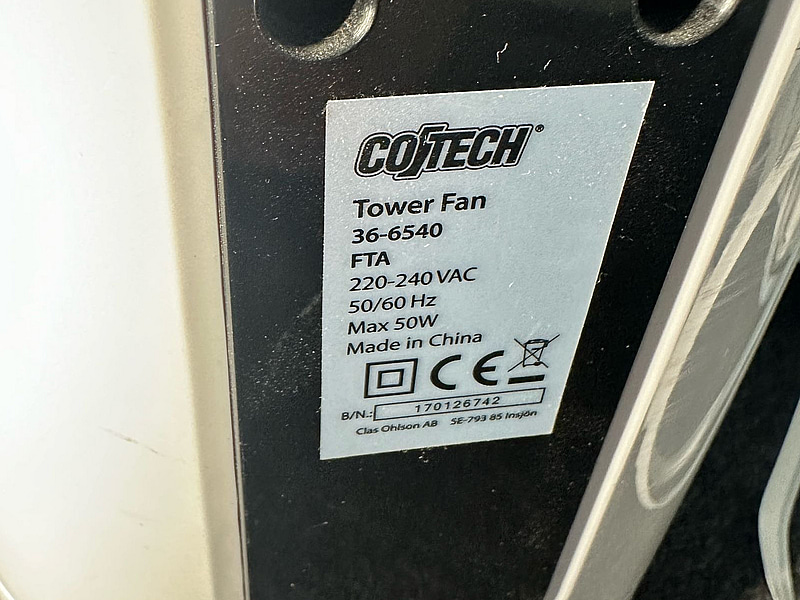 COTECH®
Tower Fan
36-6540
FTA
220-240 VAC
50/60 Hz
Max 50W
Made in China
CE
B/N.: 170126742
Clas Ohlson AB SE-793 85 Insjön